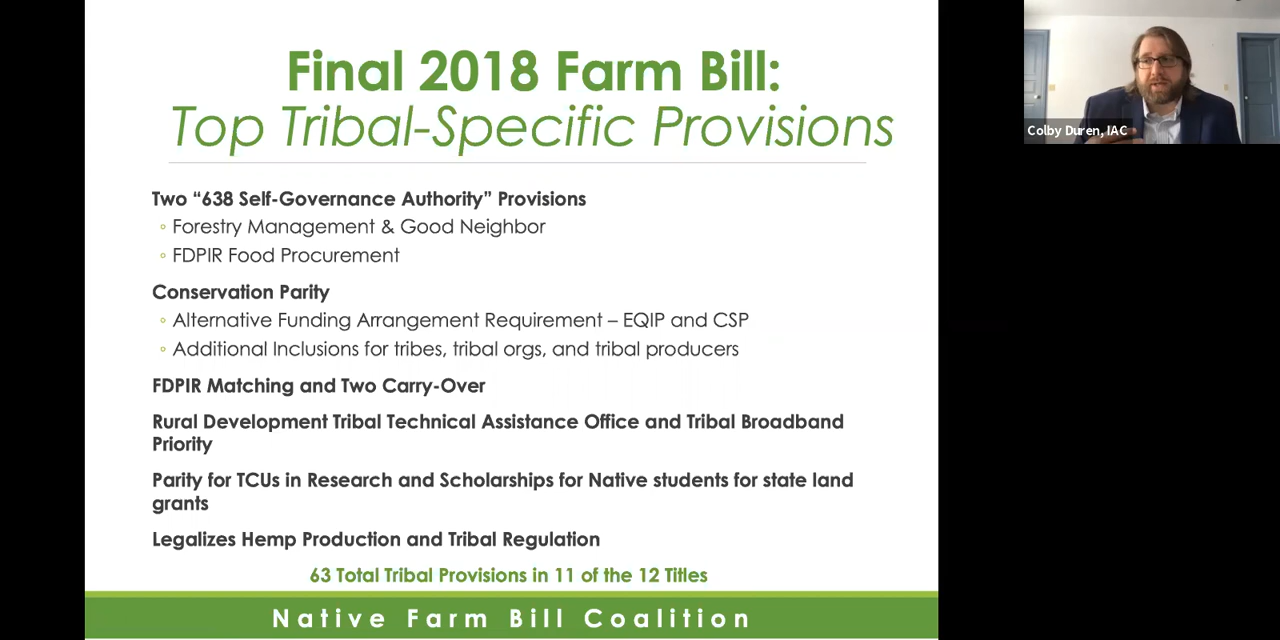 Final 2018 Farm Bill:
Top Tribal-Specific Provisions
Colby Duren, IAC
Two “638 Self-Governance Authority” Provisions
◦ Forestry Management & Good Neighbor
◦ FDPIR Food Procurement
Conservation Parity
◦ Alternative Funding Arrangement Requirement – EQIP and CSP
◦ Additional Inclusions for tribes, tribal orgs, and tribal producers
FDPIR Matching and Two Carry-Over
Rural Development Tribal Technical Assistance Office and Tribal Broadband
Priority
Parity for TCUs in Research and Scholarships for Native students for state land
grants
Legalizes Hemp Production and Tribal Regulation
63 Total Tribal Provisions in 11 of the 12 Titles
Native Farm Bill Coalition